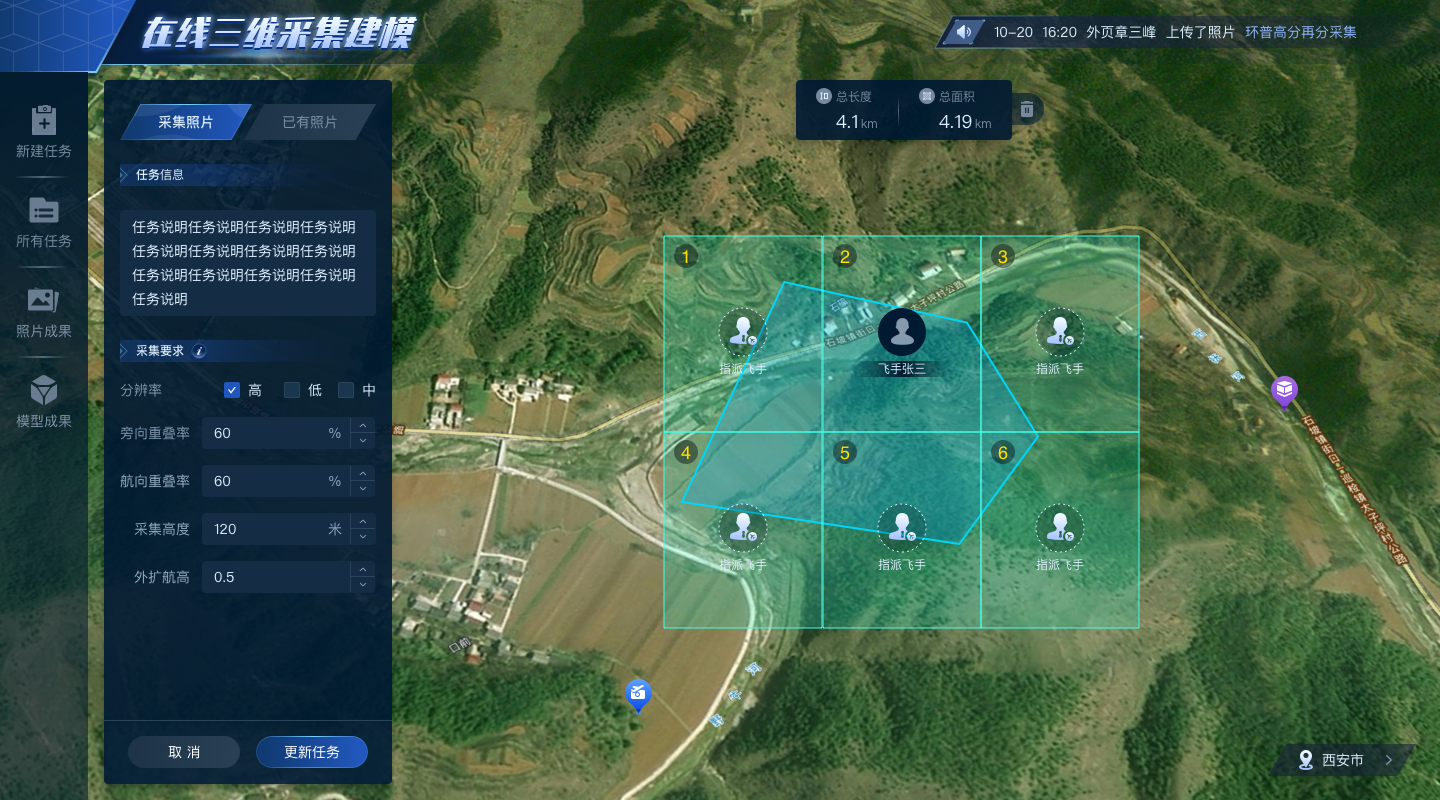 在线三维采集建模
10-20 16:20 外页章三峰 上传了照片 环普高分再分采集
新建任务
所有任务
照片成果
模型成果
采集照片
已有照片
任务信息
任务说明任务说明任务说明任务说明
任务说明任务说明任务说明任务说明
任务说明任务说明任务说明任务说明
任务说明
采集要求
分辨率 高 低 中
旁向重叠率 60 %
航向重叠率 60 %
采集高度 120 米
外扩航高 0.5
取 消
更新任务
总长度
4.1 km
总面积
4.19 km
1
2
3
指派飞手
飞手张三
指派飞手
4
5
6
指派飞手
指派飞手
指派飞手
路
口前
西安市